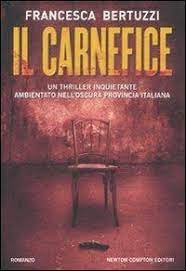 FRANCESCA BERTUZZI
IL CARNEFICE
UN THRILLER INQUIETANTE
AMBIENTATO NELL'OSCURA PROVINCIA ITALIANA
ROMANZO
NEWTON COMPTON EDITORI